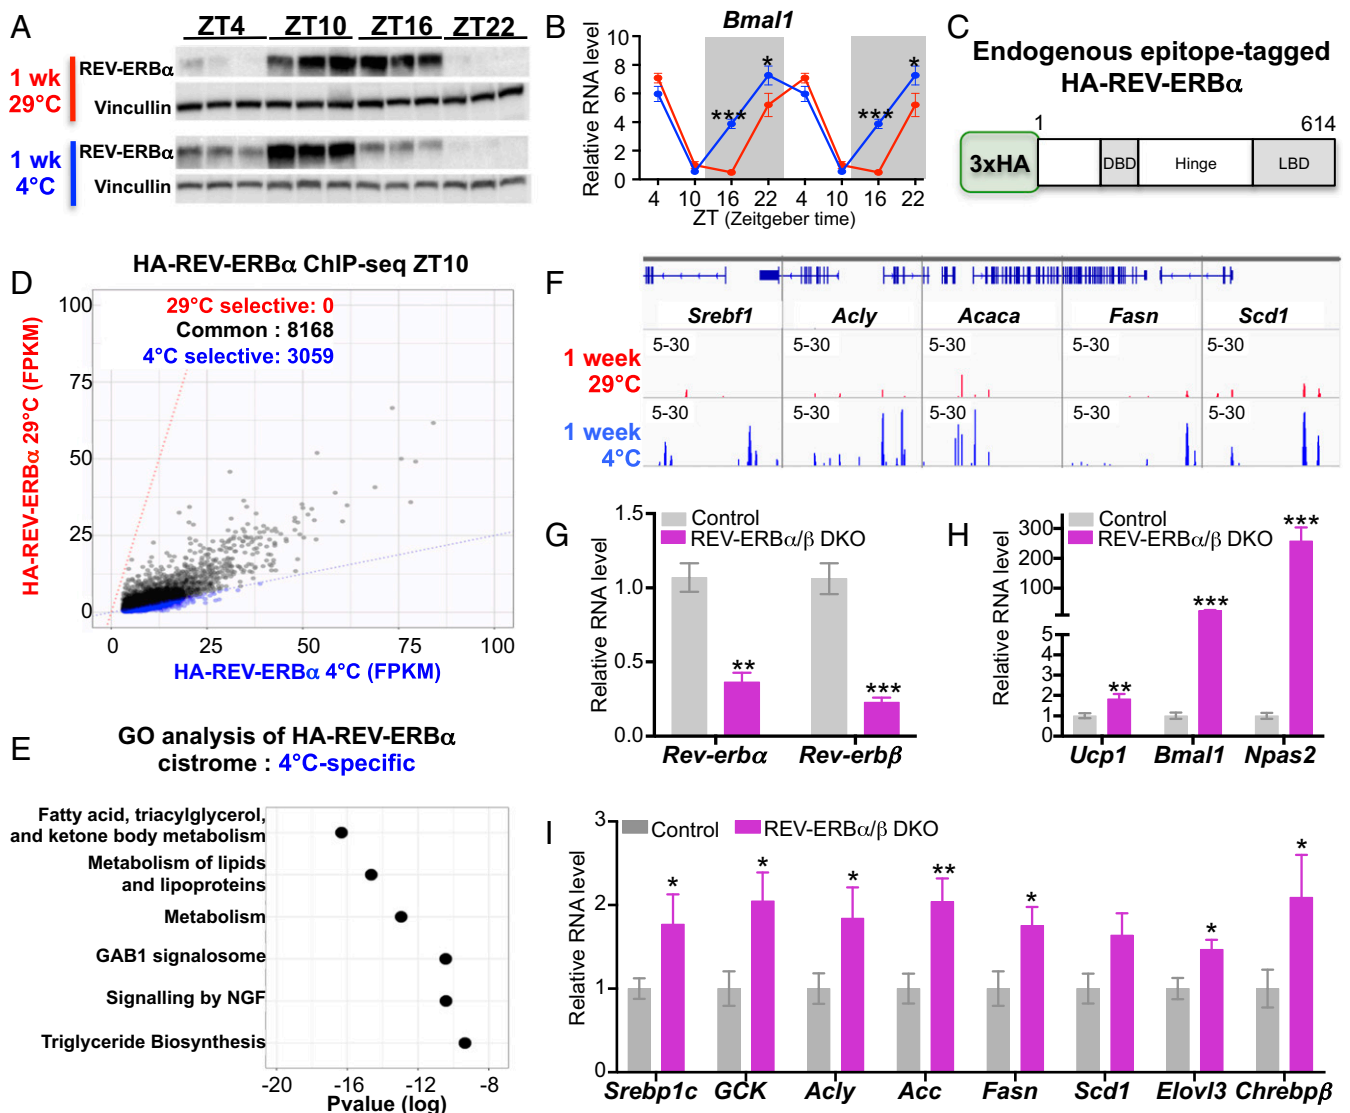 A
ZT4 ZT10 ZT16 ZT22
1 wk
29°C
REV-ERBα
Vincullin
1 wk
4°C
REV-ERBα
Vincullin
B
Bmal1
Relative RNA level
10
8
6
4
2
0
*** * *** *
4 10 16 22 4 10 16 22
ZT (Zeitgeber time)
C
Endogenous epitope-tagged
HA-REV-ERBα
1 614
3xHA DBD Hinge LBD
D
HA-REV-ERBα ChIP-seq ZT10
29°C selective: 0
Common : 8168
4°C selective: 3059
HA-REV-ERBα 29°C (FPKM)
100
75
50
25
0
0 25 50 75 100
HA-REV-ERBα 4°C (FPKM)
E
GO analysis of HA-REV-ERBα
cistrome : 4°C-specific
Fatty acid, triacylglycerol,
and ketone body metabolism
Metabolism of lipids
and lipoproteins
Metabolism
GAB1 signalosome
Signalling by NGF
Triglyceride Biosynthesis
-20 -16 -12 -8
Pvalue (log)
F
Srebf1 Acly Acaca Fasn Scd1
1 week
29°C
5-30 5-30 5-30 5-30 5-30
1 week
4°C
5-30 5-30 5-30 5-30 5-30
G
Control
REV-ERBα/β DKO
Relative RNA level
1.5
1.0
0.5
0.0
** ***
Rev-erbα Rev-erbβ
H
Control
REV-ERBα/β DKO
Relative RNA level
300
200
100
5
4
3
2
1
0
** *** ***
Ucp1 Bmal1 Npas2
I
Control REV-ERBα/β DKO
Relative RNA level
3
2
1
0
* * * ** * * *
Srebp1c GCK Acly Acc Fasn Scd1 Elovl3 Chrebpβ